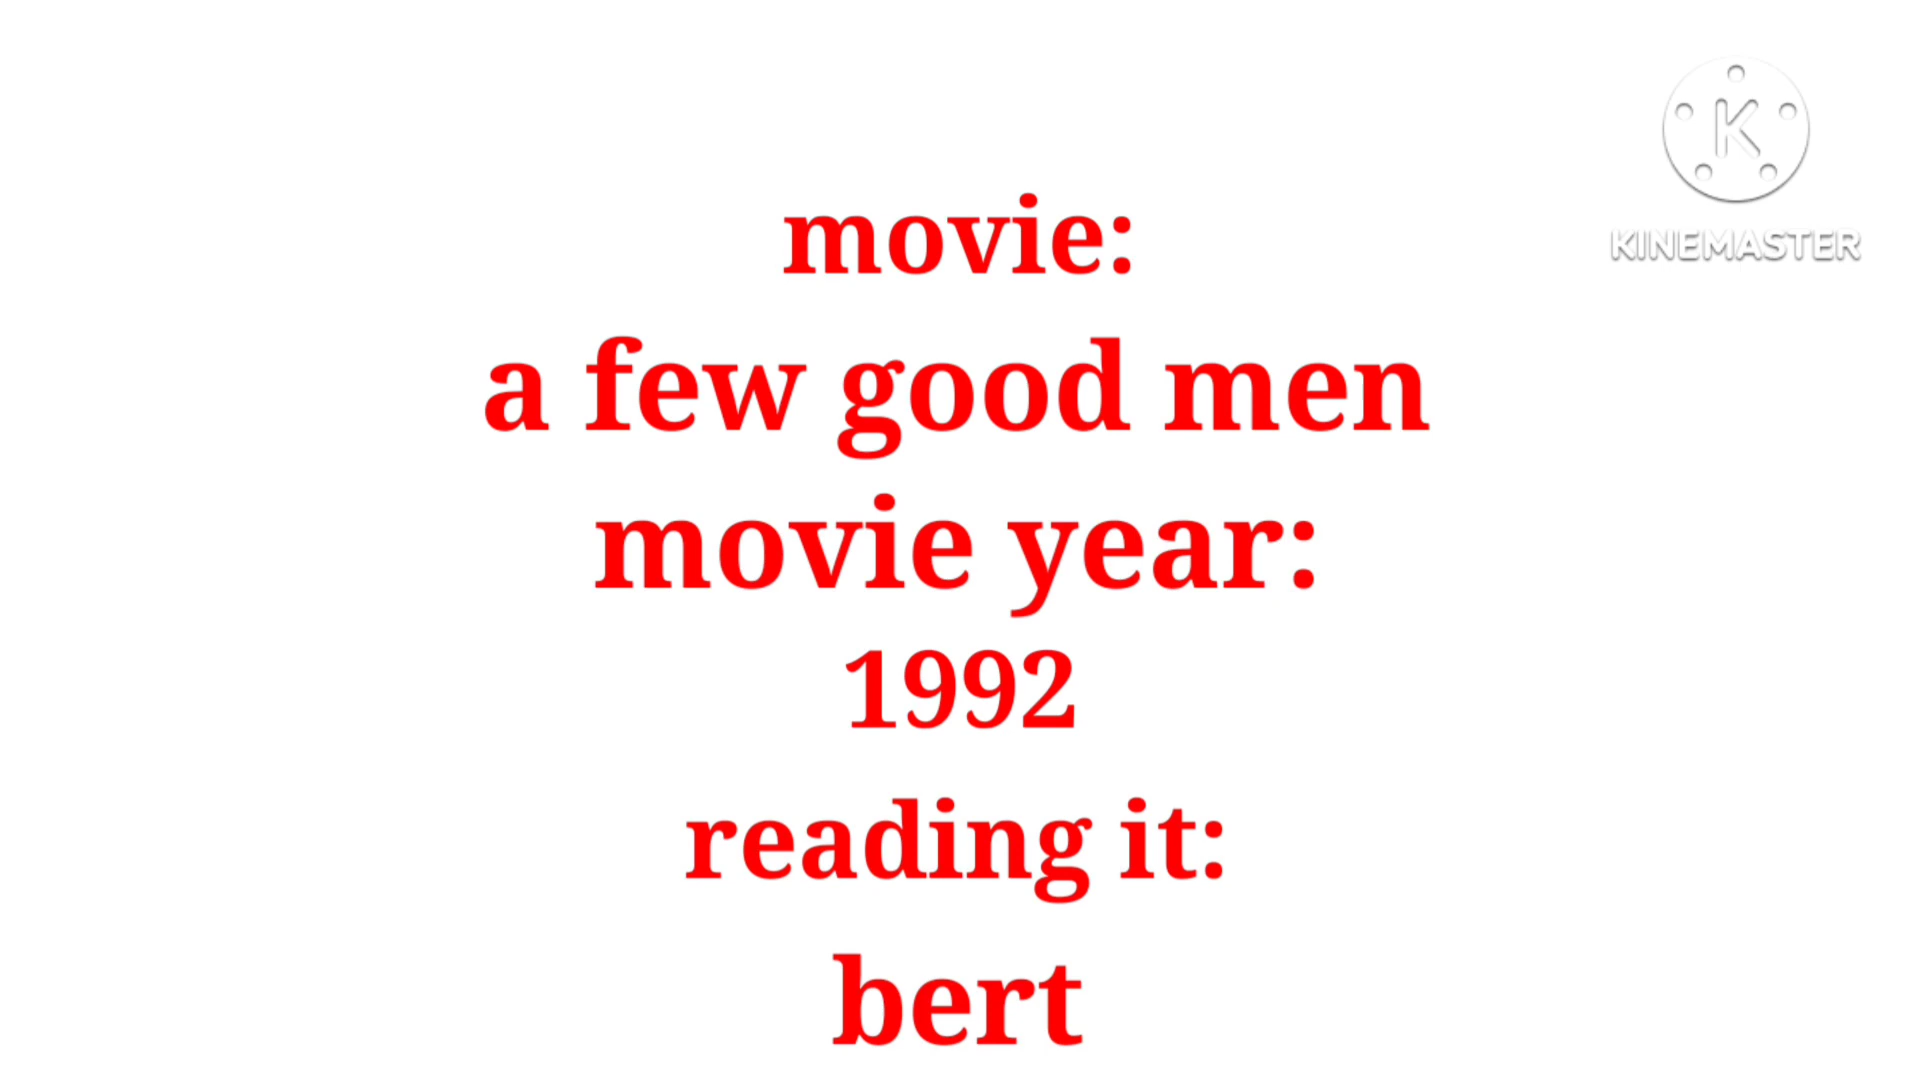 K
KINEMASTER
movie:
a few good men
movie year:
1992
reading it:
bert